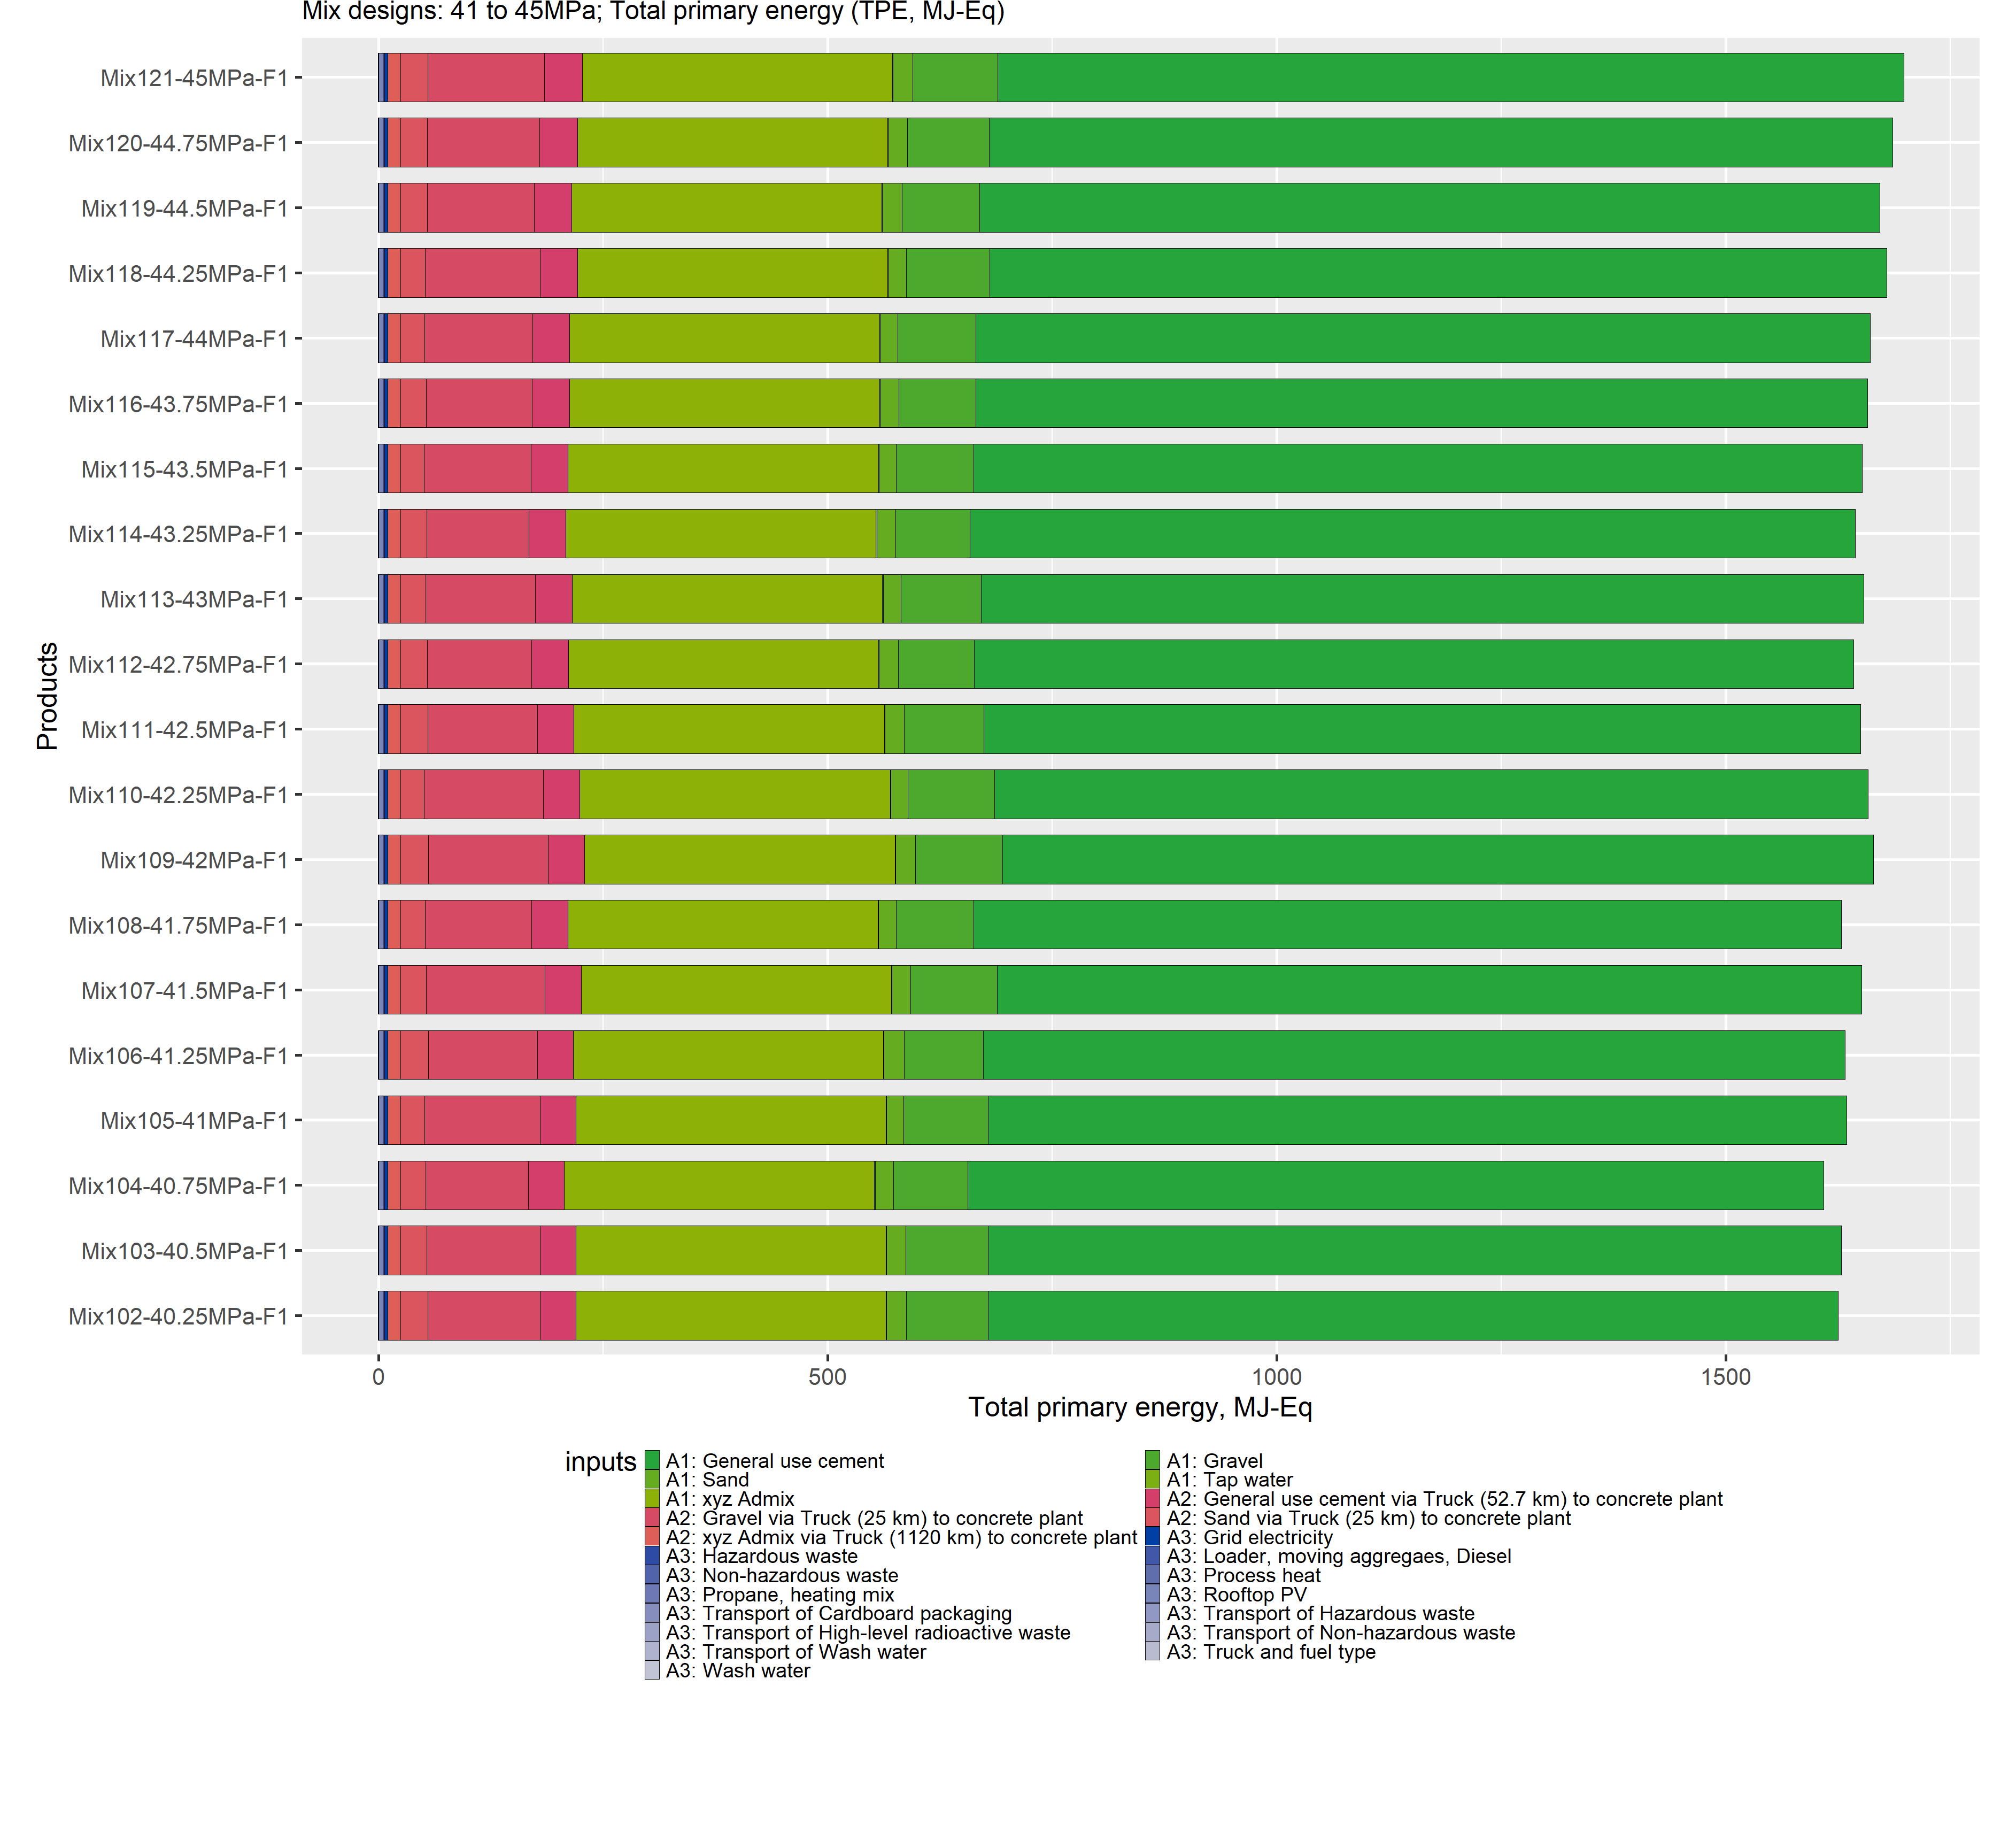 Mix designs: 41 to 45MPa; Total primary energy (TPE, MJ-Eq)
Products
Mix121-45MPa-F1
Mix120-44.75MPa-F1
Mix119-44.5MPa-F1
Mix118-44.25MPa-F1
Mix117-44MPa-F1
Mix116-43.75MPa-F1
Mix115-43.5MPa-F1
Mix114-43.25MPa-F1
Mix113-43MPa-F1
Mix112-42.75MPa-F1
Mix111-42.5MPa-F1
Mix110-42.25MPa-F1
Mix109-42MPa-F1
Mix108-41.75MPa-F1
Mix107-41.5MPa-F1
Mix106-41.25MPa-F1
Mix105-41MPa-F1
Mix104-40.75MPa-F1
Mix103-40.5MPa-F1
Mix102-40.25MPa-F1
0 500 1000 1500
Total primary energy, MJ-Eq
inputs
A1: General use cement
A1: Gravel
A1: Sand
A1: Tap water
A1: xyz Admix
A2: General use cement via Truck (52.7 km) to concrete plant
A2: Gravel via Truck (25 km) to concrete plant
A2: Sand via Truck (25 km) to concrete plant
A2: xyz Admix via Truck (1120 km) to concrete plant
A3: Grid electricity
A3: Hazardous waste
A3: Loader, moving aggregaes, Diesel
A3: Non-hazardous waste
A3: Process heat
A3: Propane, heating mix
A3: Rooftop PV
A3: Transport of Cardboard packaging
A3: Transport of Hazardous waste
A3: Transport of High-level radioactive waste
A3: Transport of Non-hazardous waste
A3: Transport of Wash water
A3: Truck and fuel type
A3: Wash water